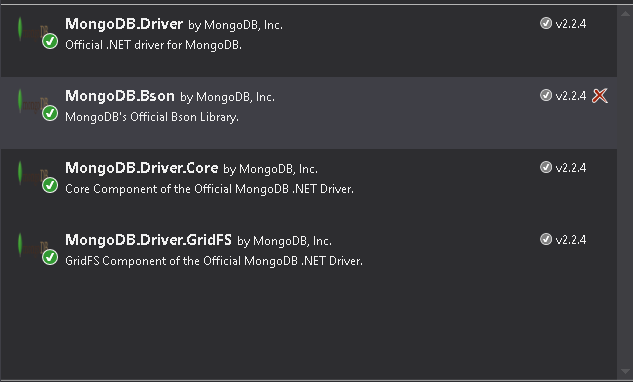 MongoDB.Driver by MongoDB, Inc. v2.2.4
Official .NET driver for MongoDB.
MongoDB.Bson by MongoDB, Inc. v2.2.4
MongoDB's Official Bson Library.
MongoDB.Driver.Core by MongoDB, Inc. v2.2.4
Core Component of the Official MongoDB .NET Driver.
MongoDB.Driver.GridFS by MongoDB, Inc. v2.2.4
GridFS Component of the Official MongoDB .NET Driver.